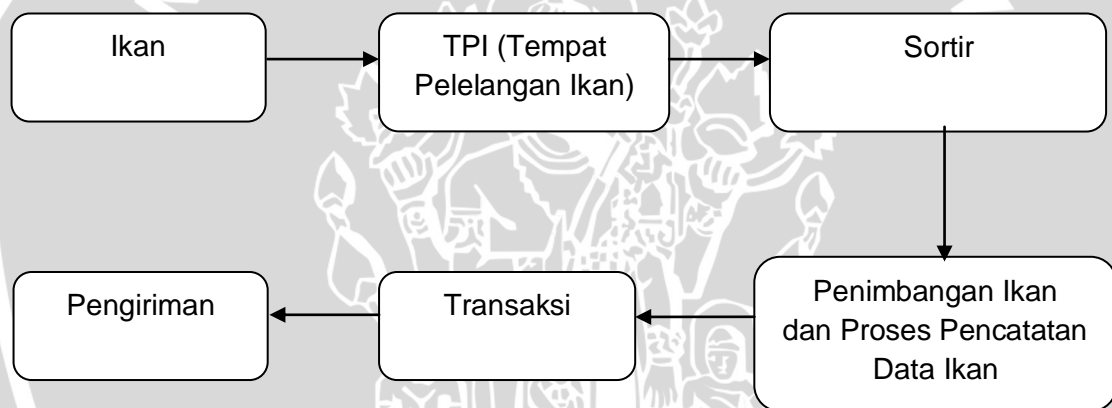 Ikan
TPI (Tempat
Pelelangan Ikan)
Sortir
Penimbangan Ikan
dan Proses Pencatatan
Data Ikan
Transaksi
Pengiriman